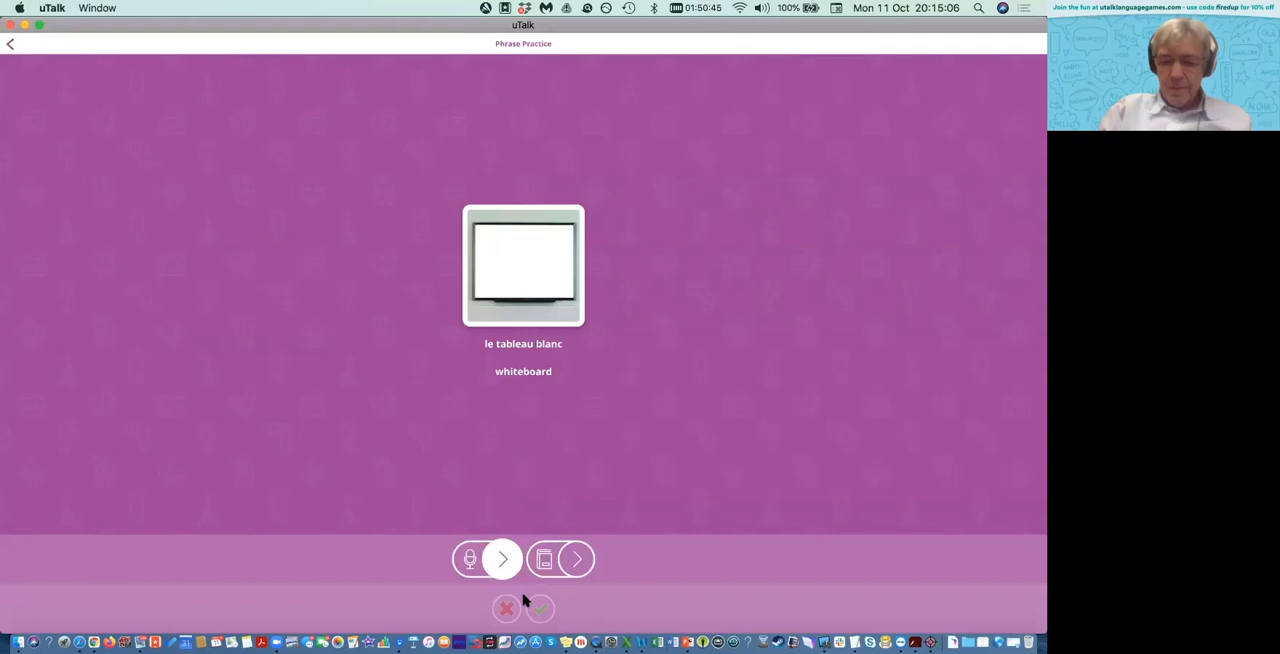 uTalk Window
01:50:45
100%
Mon 11 Oct 20:15:06
uTalk
Phrase Practice
le tableau blanc
whiteboard
Join the fun at utalklanguagegames.com - use code firedup for 10% off